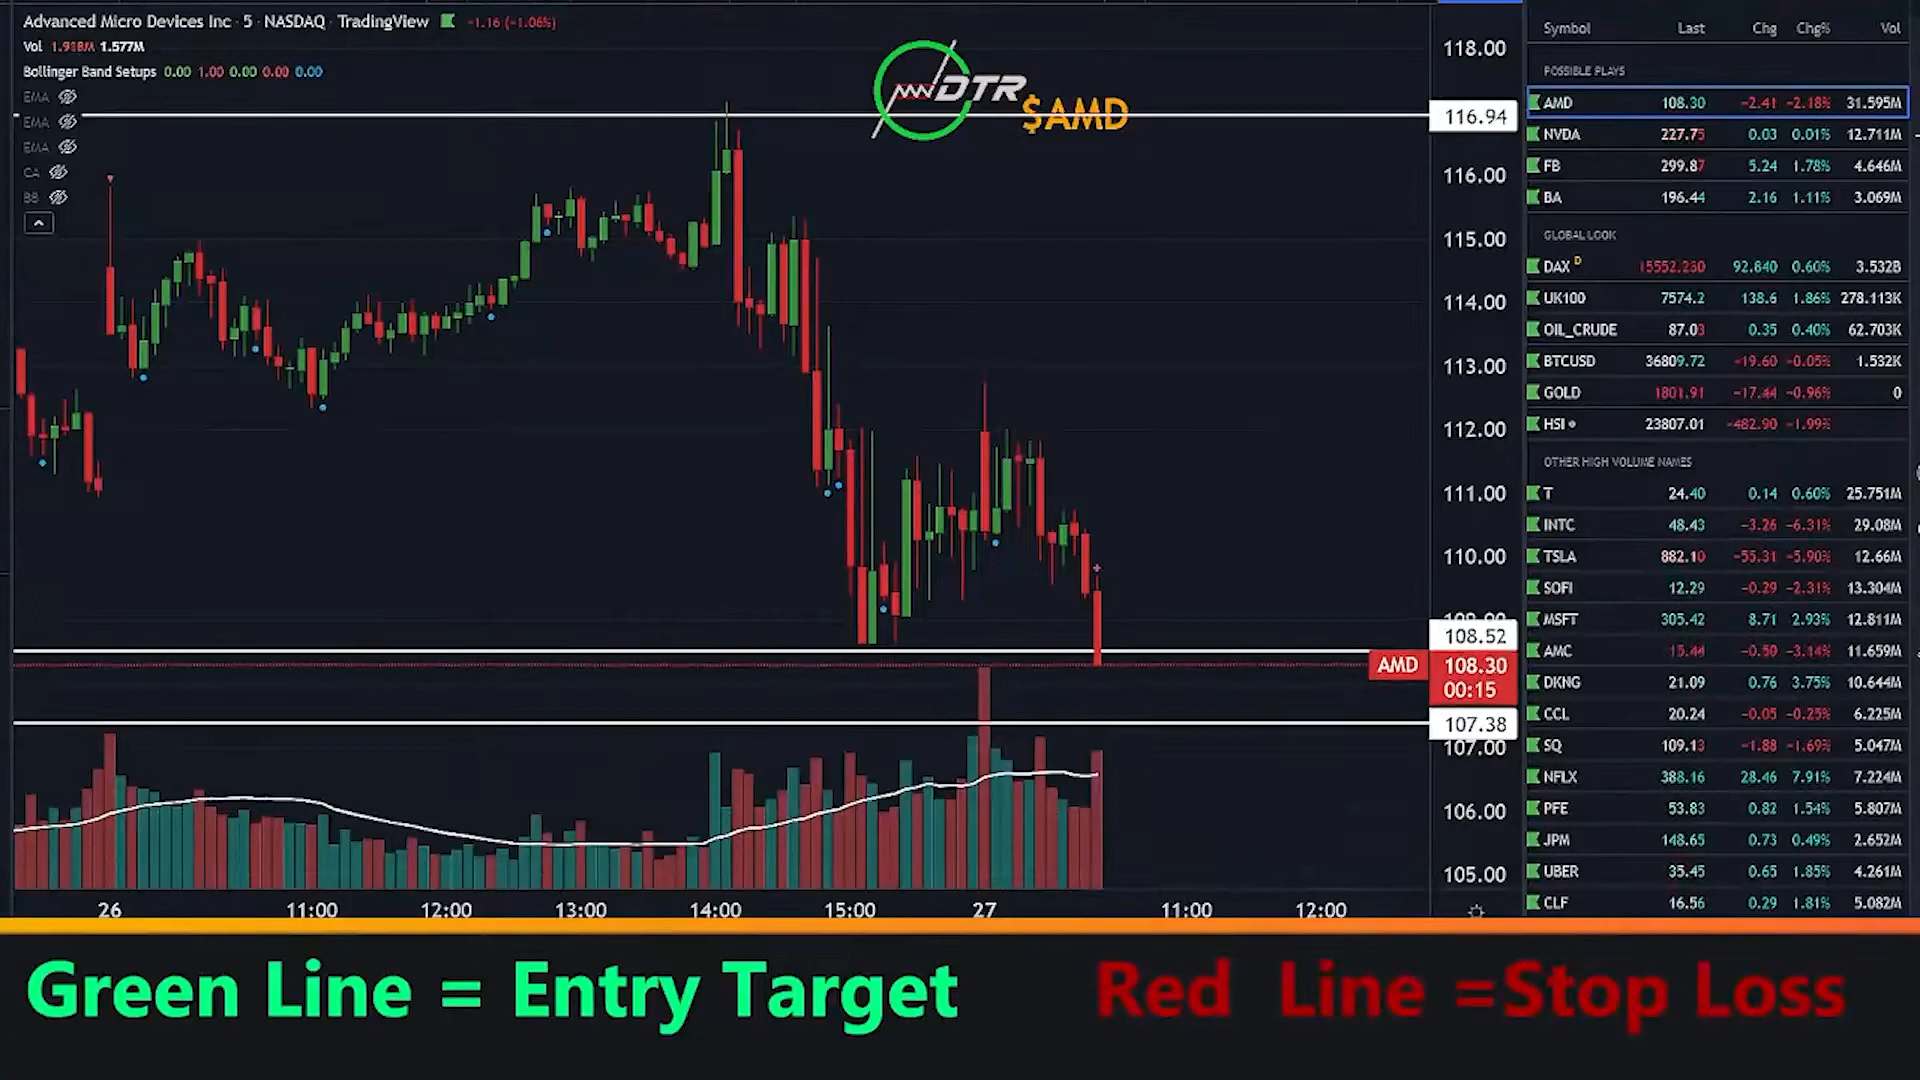 Advanced Micro Devices Inc · 5 · NASDAQ · TradingView −1.16 (−1.06%)
Vol 1.918M 1.577M
Bollinger Band Setups 0.00 1.00 0.00 0.00 0.00
EMA
EMA
EMA
CA
BB
DTR
$AMD
118.00
116.94
116.00
115.00
114.00
113.00
112.00
111.00
110.00
108.52
AMD 108.30
00:15
107.38
107.00
106.00
105.00
26 11:00 12:00 13:00 14:00 15:00 27 11:00 12:00
Symbol Last Chg Chg% Vol
POSSIBLE PLAYS
AMD 108.30 −2.41 −2.18% 31.595M
NVDA 227.75 0.03 0.01% 12.711M
FB 299.87 5.24 1.78% 4.646M
BA 196.44 2.16 1.11% 3.069M
GLOBAL LOOK
DAX D 15552.230 92.840 0.60% 3.532B
UK100 7574.2 138.6 1.86% 278.113K
OIL_CRUDE 87.03 0.35 0.40% 62.703K
BTCUSD 36809.72 −19.60 −0.05% 1.532K
GOLD 1801.91 −17.44 −0.96% 0
HSI 23807.01 −482.90 −1.99%
OTHER HIGH VOLUME NAMES
T 24.40 0.14 0.60% 25.751M
INTC 48.43 −3.26 −6.31% 29.08M
TSLA 882.10 −55.31 −5.90% 12.66M
SOFI 12.29 −0.29 −2.31% 13.304M
MSFT 305.42 8.71 2.93% 12.811M
AMC 15.44 −0.50 −3.14% 11.659M
DKNG 21.09 0.76 3.75% 10.644M
CCL 20.24 −0.05 −0.25% 6.225M
SQ 109.13 −1.88 −1.69% 5.047M
NFLX 388.16 28.46 7.91% 7.224M
PFE 53.83 0.82 1.54% 5.807M
JPM 148.65 0.73 0.49% 2.652M
UBER 35.45 0.65 1.85% 4.261M
CLF 16.56 0.29 1.81% 5.082M
Green Line = Entry Target
Red Line =Stop Loss